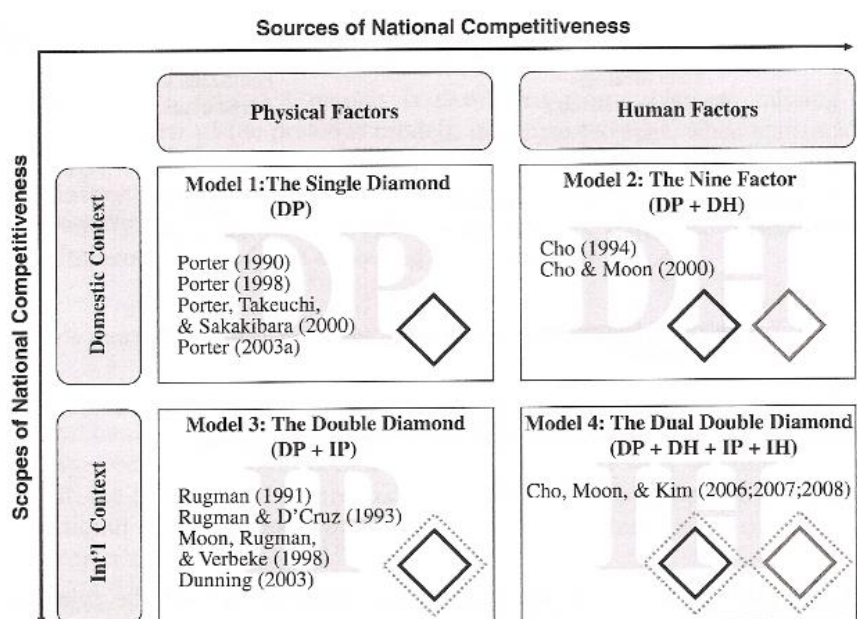 Sources of National Competitiveness
Scopes of National Competitiveness
Physical Factors
Human Factors
Domestic Context
Model 1:The Single Diamond
(DP)
Porter (1990)
Porter (1998)
Porter, Takeuchi,
& Sakakibara (2000)
Porter (2003a)
DP
Model 2: The Nine Factor
(DP + DH)
Cho (1994)
Cho & Moon (2000)
DH
Int'l Context
Model 3: The Double Diamond
(DP + IP)
Rugman (1991)
Rugman & D'Cruz (1993)
Moon, Rugman,
& Verbeke (1998)
Dunning (2003)
IP
Model 4: The Dual Double Diamond
(DP + DH + IP + IH)
Cho, Moon, & Kim (2006;2007;2008)
IH